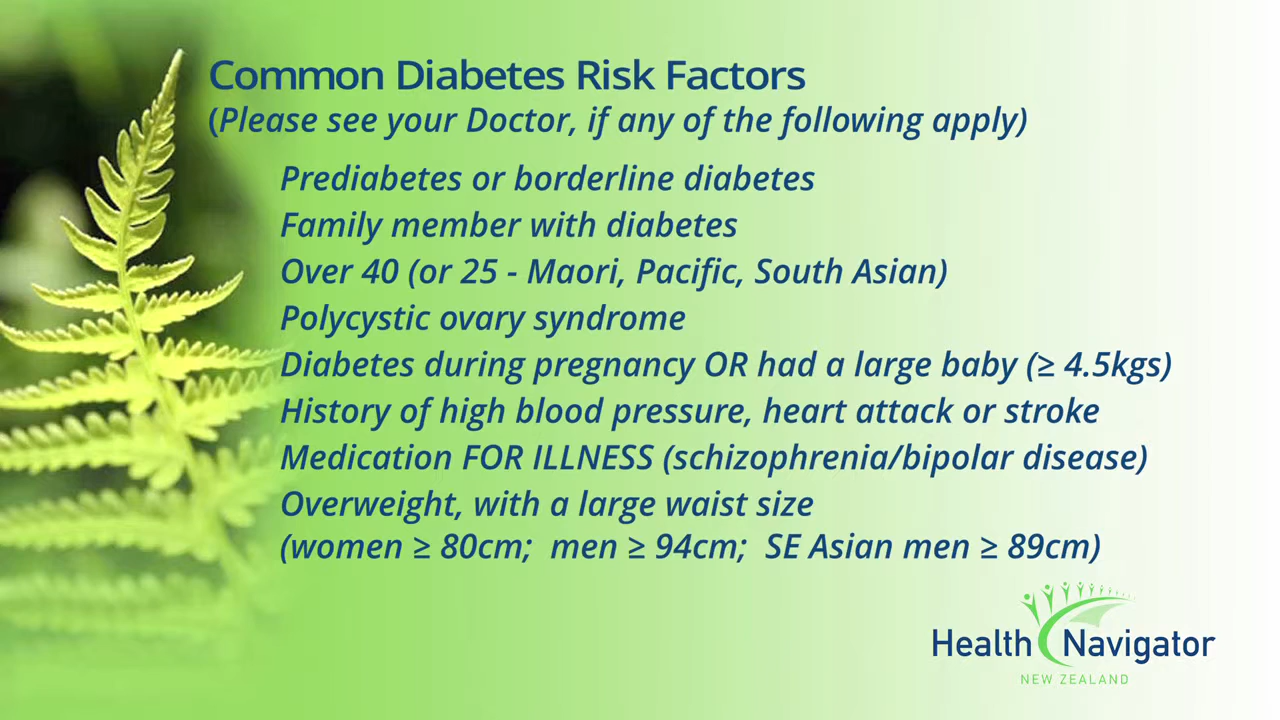 Common Diabetes Risk Factors
(Please see your Doctor, if any of the following apply)
Prediabetes or borderline diabetes
Family member with diabetes
Over 40 (or 25 - Maori, Pacific, South Asian)
Polycystic ovary syndrome
Diabetes during pregnancy OR had a large baby (≥ 4.5kgs)
History of high blood pressure, heart attack or stroke
Medication FOR ILLNESS (schizophrenia/bipolar disease)
Overweight, with a large waist size
(women ≥ 80cm;  men ≥ 94cm;  SE Asian men ≥ 89cm)
Health Navigator
NEW ZEALAND